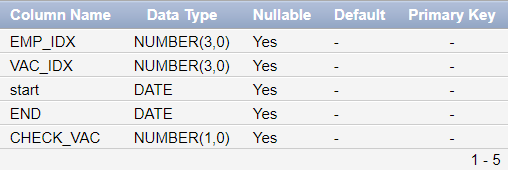 Column Name Data Type Nullable Default Primary Key
EMP_IDX NUMBER(3,0) Yes - -
VAC_IDX NUMBER(3,0) Yes - -
start DATE Yes - -
END DATE Yes - -
CHECK_VAC NUMBER(1,0) Yes - -
1 - 5